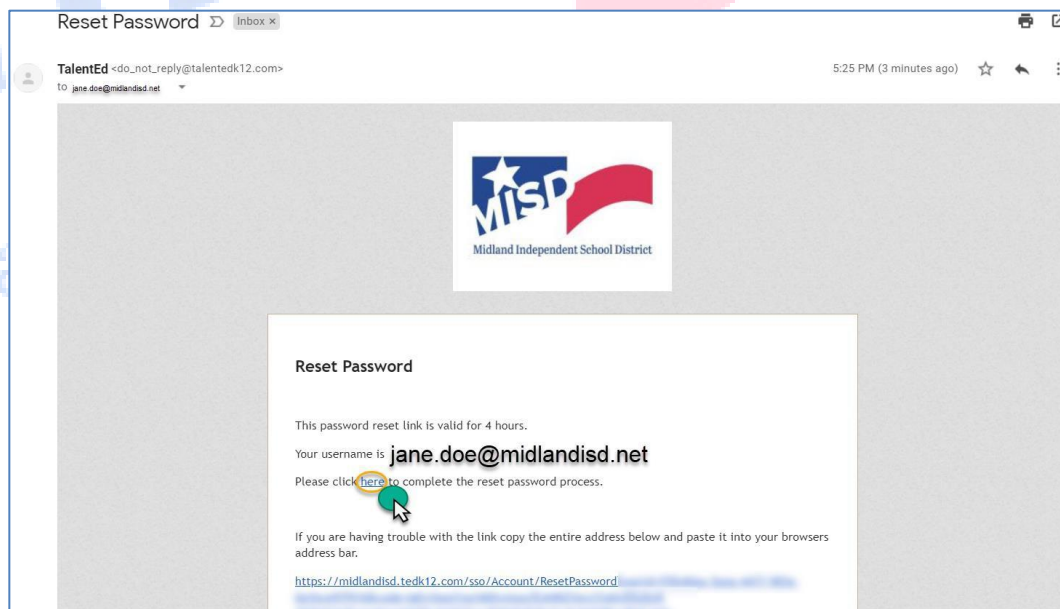 Reset Password Inbox ×
TalentEd <do_not_reply@talentedk12.com> 5:25 PM (3 minutes ago)
to jane.doe@midlandisd.net
MISD
Midland Independent School District
Reset Password
This password reset link is valid for 4 hours.
Your username is jane.doe@midlandisd.net
Please click here to complete the reset password process.
If you are having trouble with the link copy the entire address below and paste it into your browsers
address bar.
https://midlandisd.tedk12.com/sso/Account/ResetPassword